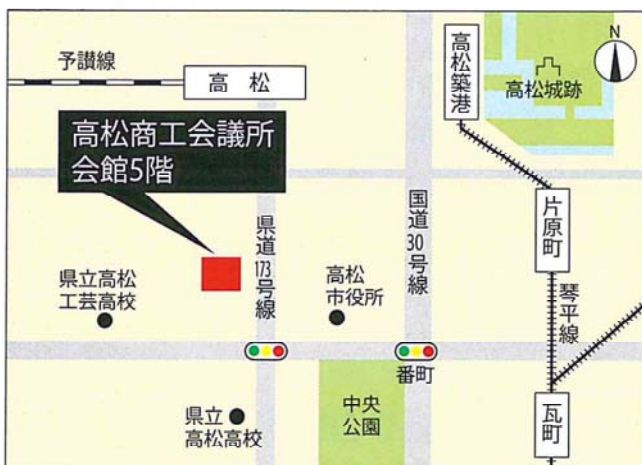 予讃線
高松
高松築港
高松城跡
N
高松商工会議所
会館5階
片原町
県道173号線
国道30号線
琴平線
県立高松
工芸高校
高松
市役所
番町
県立
高松高校
中央
公園
瓦町